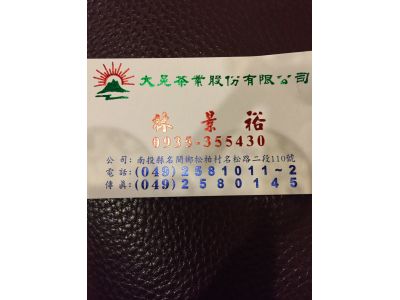 大晃茶業股份有限公司
林景裕
0939-355430
公司:南投縣名間鄉松柏村名松路二段110號
電話:(049)2581011~2
傳真:(049)2580145